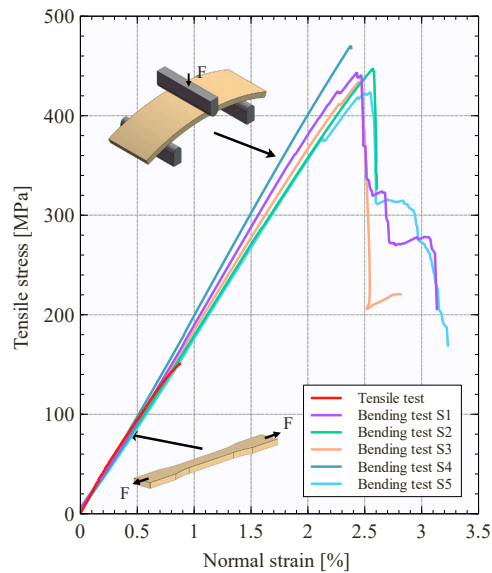 500
400
300
200
100
0
0
0.5
1
1.5
2
2.5
3
3.5
Tensile stress [MPa]
Normal strain [%]
F
F
F
Tensile test
Bending test S1
Bending test S2
Bending test S3
Bending test S4
Bending test S5